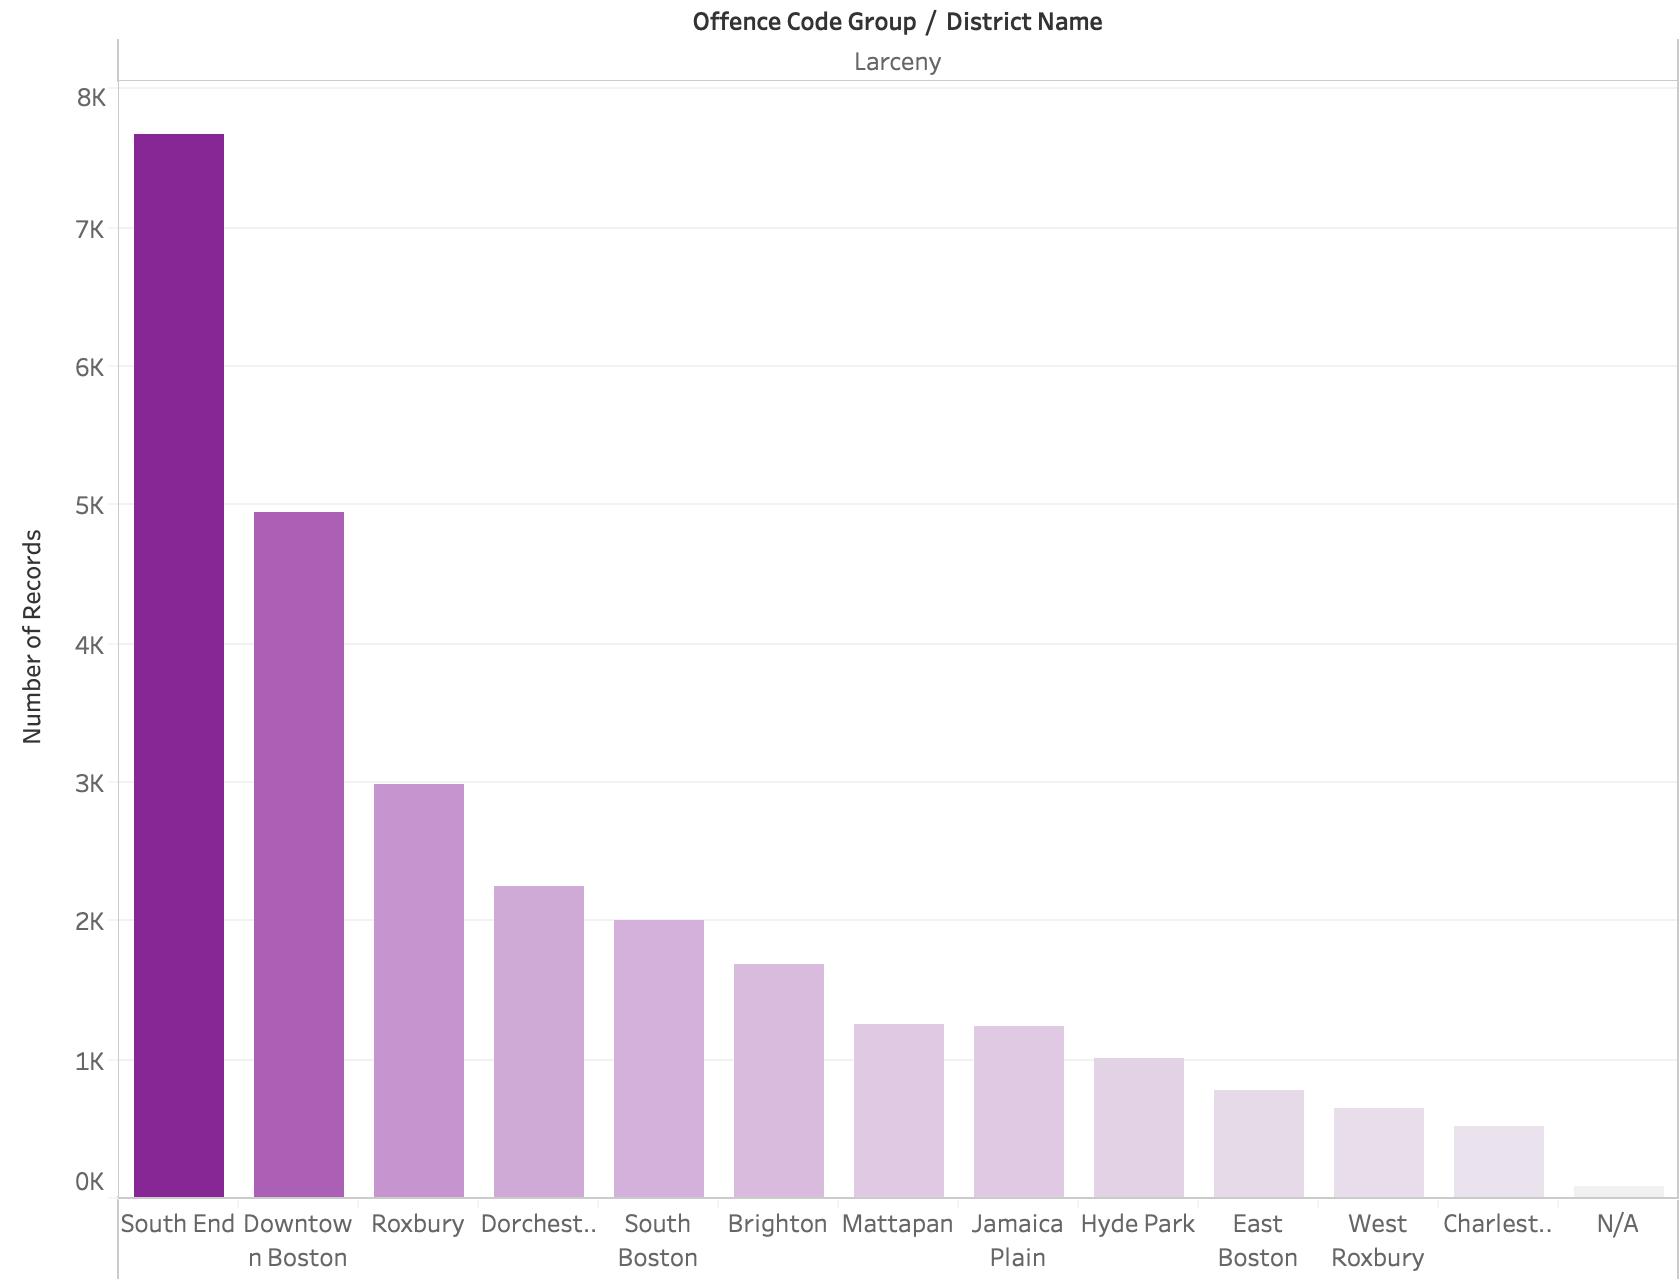 Offence Code Group / District Name
Larceny
8K
7K
6K
5K
4K
3K
2K
1K
0K
Number of Records
South End
Downtow
n Boston
Roxbury
Dorchest..
South
Boston
Brighton
Mattapan
Jamaica
Plain
Hyde Park
East
Boston
West
Roxbury
Charlest..
N/A